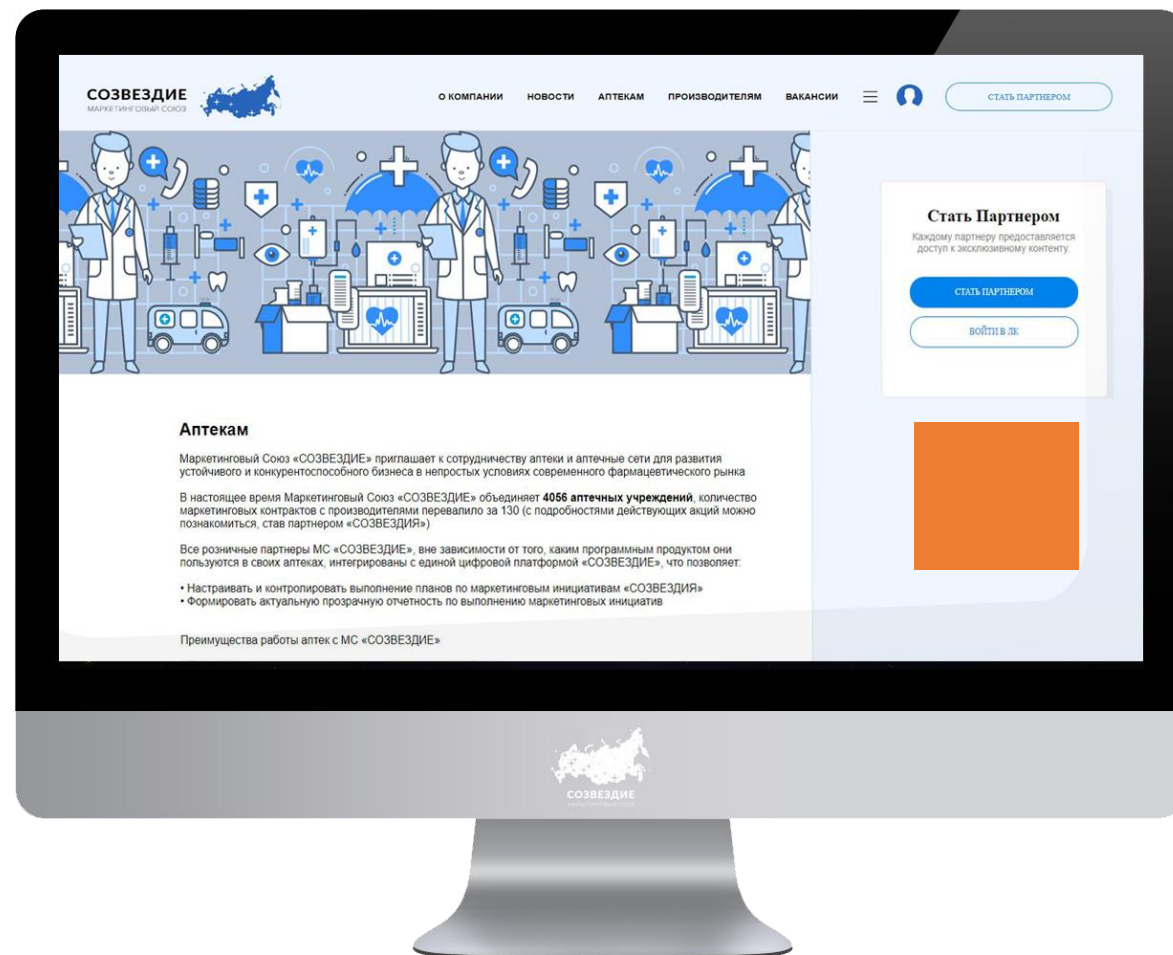 СОЗВЕЗДИЕ
МАРКЕТИНГОВЫЙ СОЮЗ
О КОМПАНИИ НОВОСТИ АПТЕКАМ ПРОИЗВОДИТЕЛЯМ ВАКАНСИИ
СТАТЬ ПАРТНЕРОМ
Стать Партнером
Каждому партнеру предоставляется
доступ к эксклюзивному контенту.
СТАТЬ ПАРТНЕРОМ
ВОЙТИ В ЛК
Аптекам
Маркетинговый Союз «СОЗВЕЗДИЕ» приглашает к сотрудничеству аптеки и аптечные сети для развития
устойчивого и конкурентоспособного бизнеса в непростых условиях современного фармацевтического рынка
В настоящее время Маркетинговый Союз «СОЗВЕЗДИЕ» объединяет 4056 аптечных учреждений, количество
маркетинговых контрактов с производителями перевалило за 130 (с подробностями действующих акций можно
познакомиться, став партнером «СОЗВЕЗДИЯ»)
Все розничные партнеры МС «СОЗВЕЗДИЕ», вне зависимости от того, каким программным продуктом они
пользуются в своих аптеках, интегрированы с единой цифровой платформой «СОЗВЕЗДИЕ», что позволяет:
• Настраивать и контролировать выполнение планов по маркетинговым инициативам «СОЗВЕЗДИЯ»
• Формировать актуальную прозрачную отчетность по выполнению маркетинговых инициатив
Преимущества работы аптек с МС «СОЗВЕЗДИЕ»
СОЗВЕЗДИЕ
МАРКЕТИНГОВЫЙ СОЮЗ